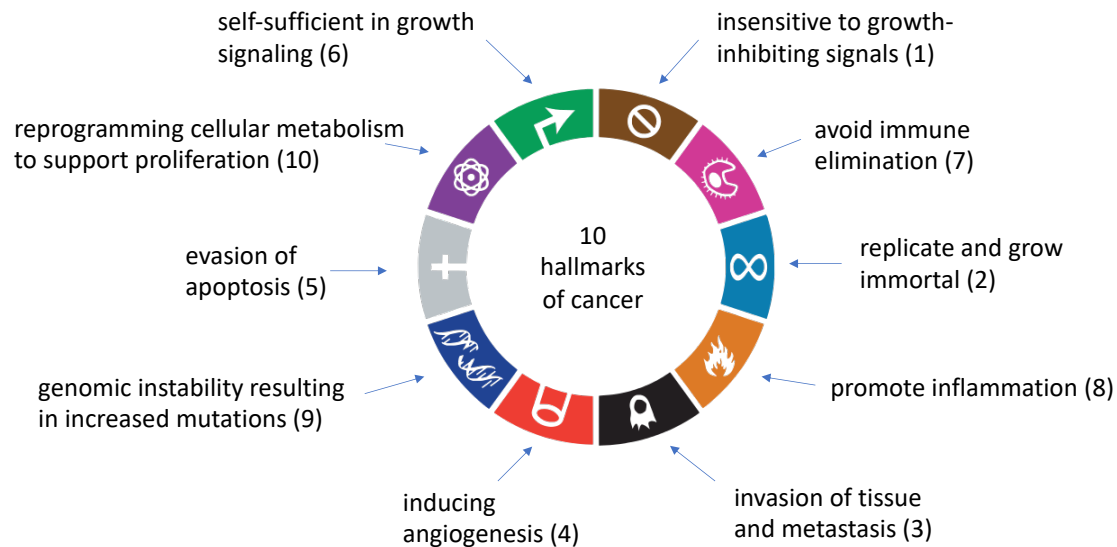 self-sufficient in growth
signaling (6)
insensitive to growth-
inhibiting signals (1)
reprogramming cellular metabolism
to support proliferation (10)
avoid immune
elimination (7)
evasion of
apoptosis (5)
10
hallmarks
of cancer
replicate and grow
immortal (2)
genomic instability resulting
in increased mutations (9)
promote inflammation (8)
inducing
angiogenesis (4)
invasion of tissue
and metastasis (3)